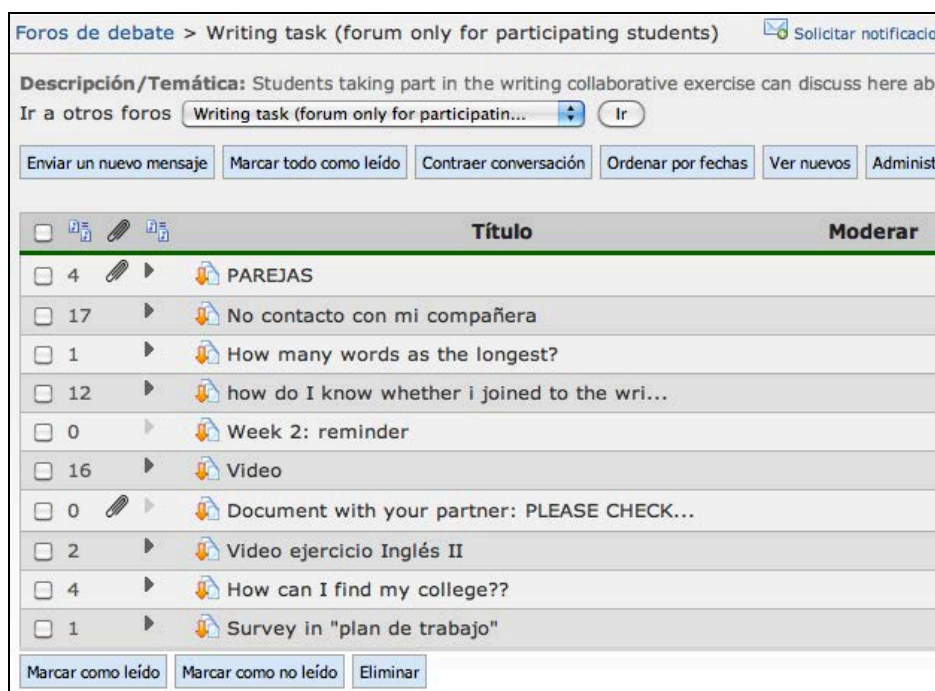 Foros de debate > Writing task (forum only for participating students) Solicitar notificacio
Descripción/Temática: Students taking part in the writing collaborative exercise can discuss here ab
Ir a otros foros Writing task (forum only for participatin... Ir
Enviar un nuevo mensaje Marcar todo como leído Contraer conversación Ordenar por fechas Ver nuevos Administ
Título Moderar
4 PAREJAS
17 No contacto con mi compañera
1 How many words as the longest?
12 how do I know whether i joined to the wri...
0 Week 2: reminder
16 Video
0 Document with your partner: PLEASE CHECK...
2 Video ejercicio Inglés II
4 How can I find my college??
1 Survey in "plan de trabajo"
Marcar como leído Marcar como no leído Eliminar